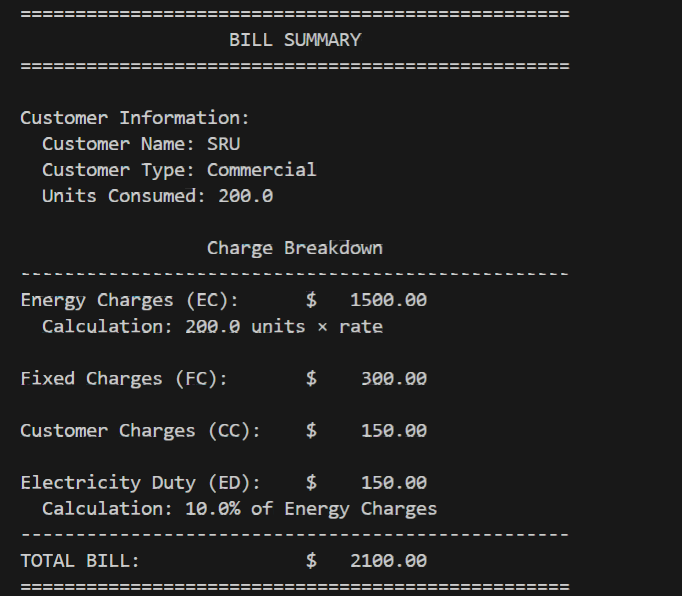 ==================================================
                   BILL SUMMARY
==================================================

Customer Information:
  Customer Name: SRU
  Customer Type: Commercial
  Units Consumed: 200.0

                 Charge Breakdown
--------------------------------------------------
Energy Charges (EC):      $   1500.00
  Calculation: 200.0 units × rate

Fixed Charges (FC):       $    300.00

Customer Charges (CC):    $    150.00

Electricity Duty (ED):    $    150.00
  Calculation: 10.0% of Energy Charges
--------------------------------------------------
TOTAL BILL:               $   2100.00
==================================================